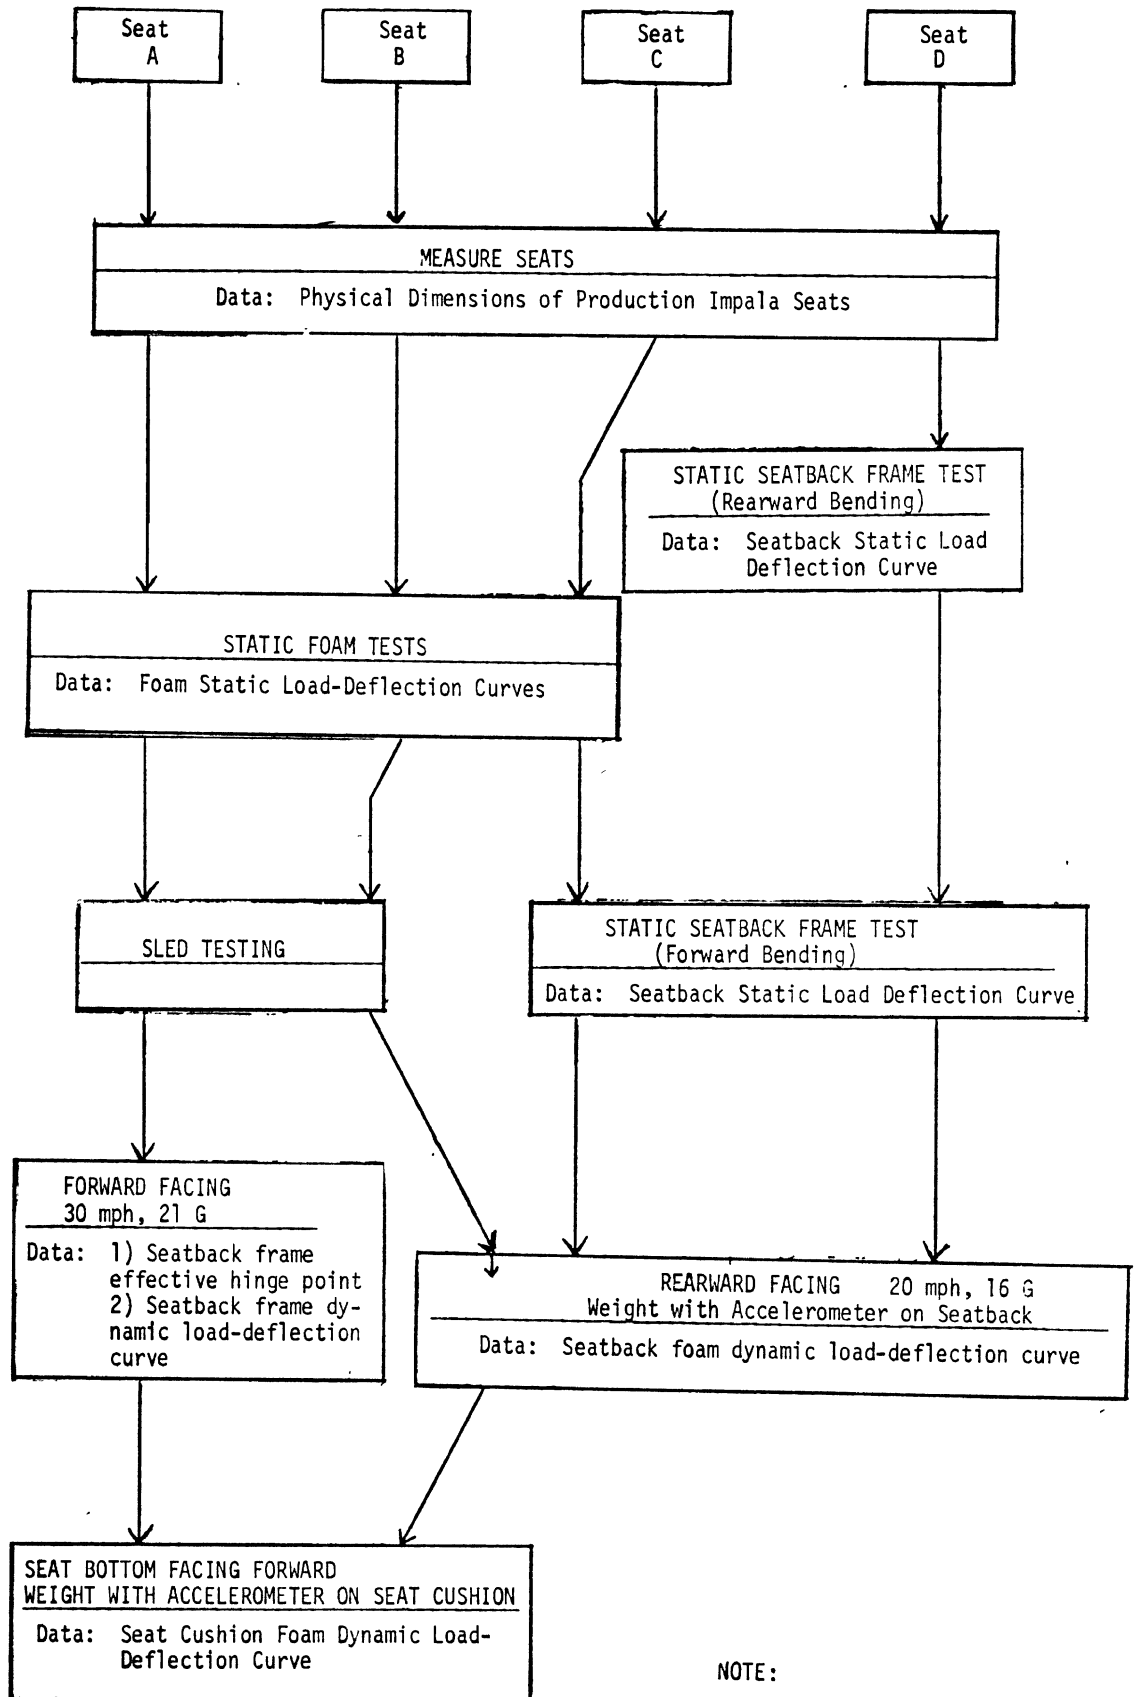 Seat
A
Seat
B
Seat
C
Seat
D
MEASURE SEATS
Data: Physical Dimensions of Production Impala Seats
STATIC SEATBACK FRAME TEST
(Rearward Bending)
Data: Seatback Static Load
Deflection Curve
STATIC FOAM TESTS
Data: Foam Static Load-Deflection Curves
SLED TESTING
STATIC SEATBACK FRAME TEST
(Forward Bending)
Data: Seatback Static Load Deflection Curve
FORWARD FACING
30 mph, 21 G
Data: 1) Seatback frame
effective hinge point
2) Seatback frame dy-
namic load-deflection
curve
REARWARD FACING 20 mph, 16 G
Weight with Accelerometer on Seatback
Data: Seatback foam dynamic load-deflection curve
SEAT BOTTOM FACING FORWARD
WEIGHT WITH ACCELEROMETER ON SEAT CUSHION
Data: Seat Cushion Foam Dynamic Load-
Deflection Curve
NOTE: